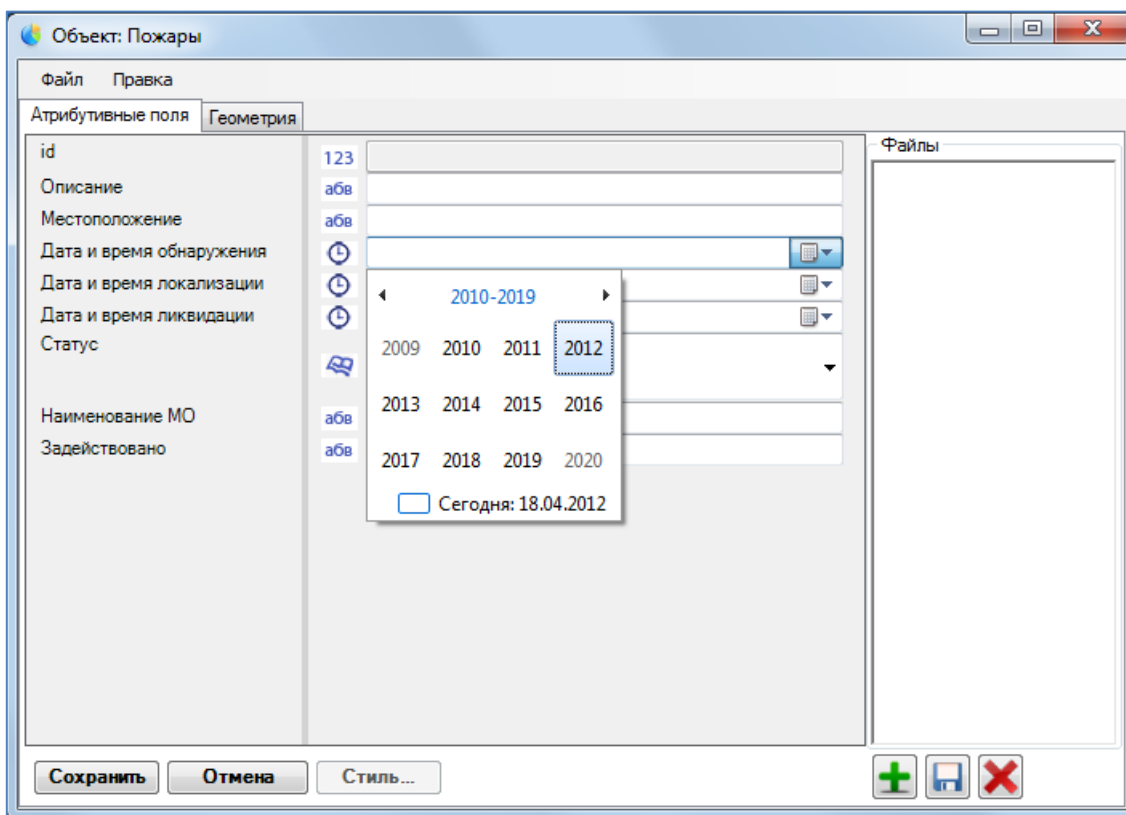 Объект: Пожары
Файл Правка
Атрибутивные поля Геометрия
id 123 Файлы
Описание абв
Местоположение абв
Дата и время обнаружения
Дата и время локализации
Дата и время ликвидации
Статус
Наименование МО абв
Задействовано абв
2010-2019
2009 2010 2011 2012
2013 2014 2015 2016
2017 2018 2019 2020
Сегодня: 18.04.2012
Сохранить Отмена Стиль...